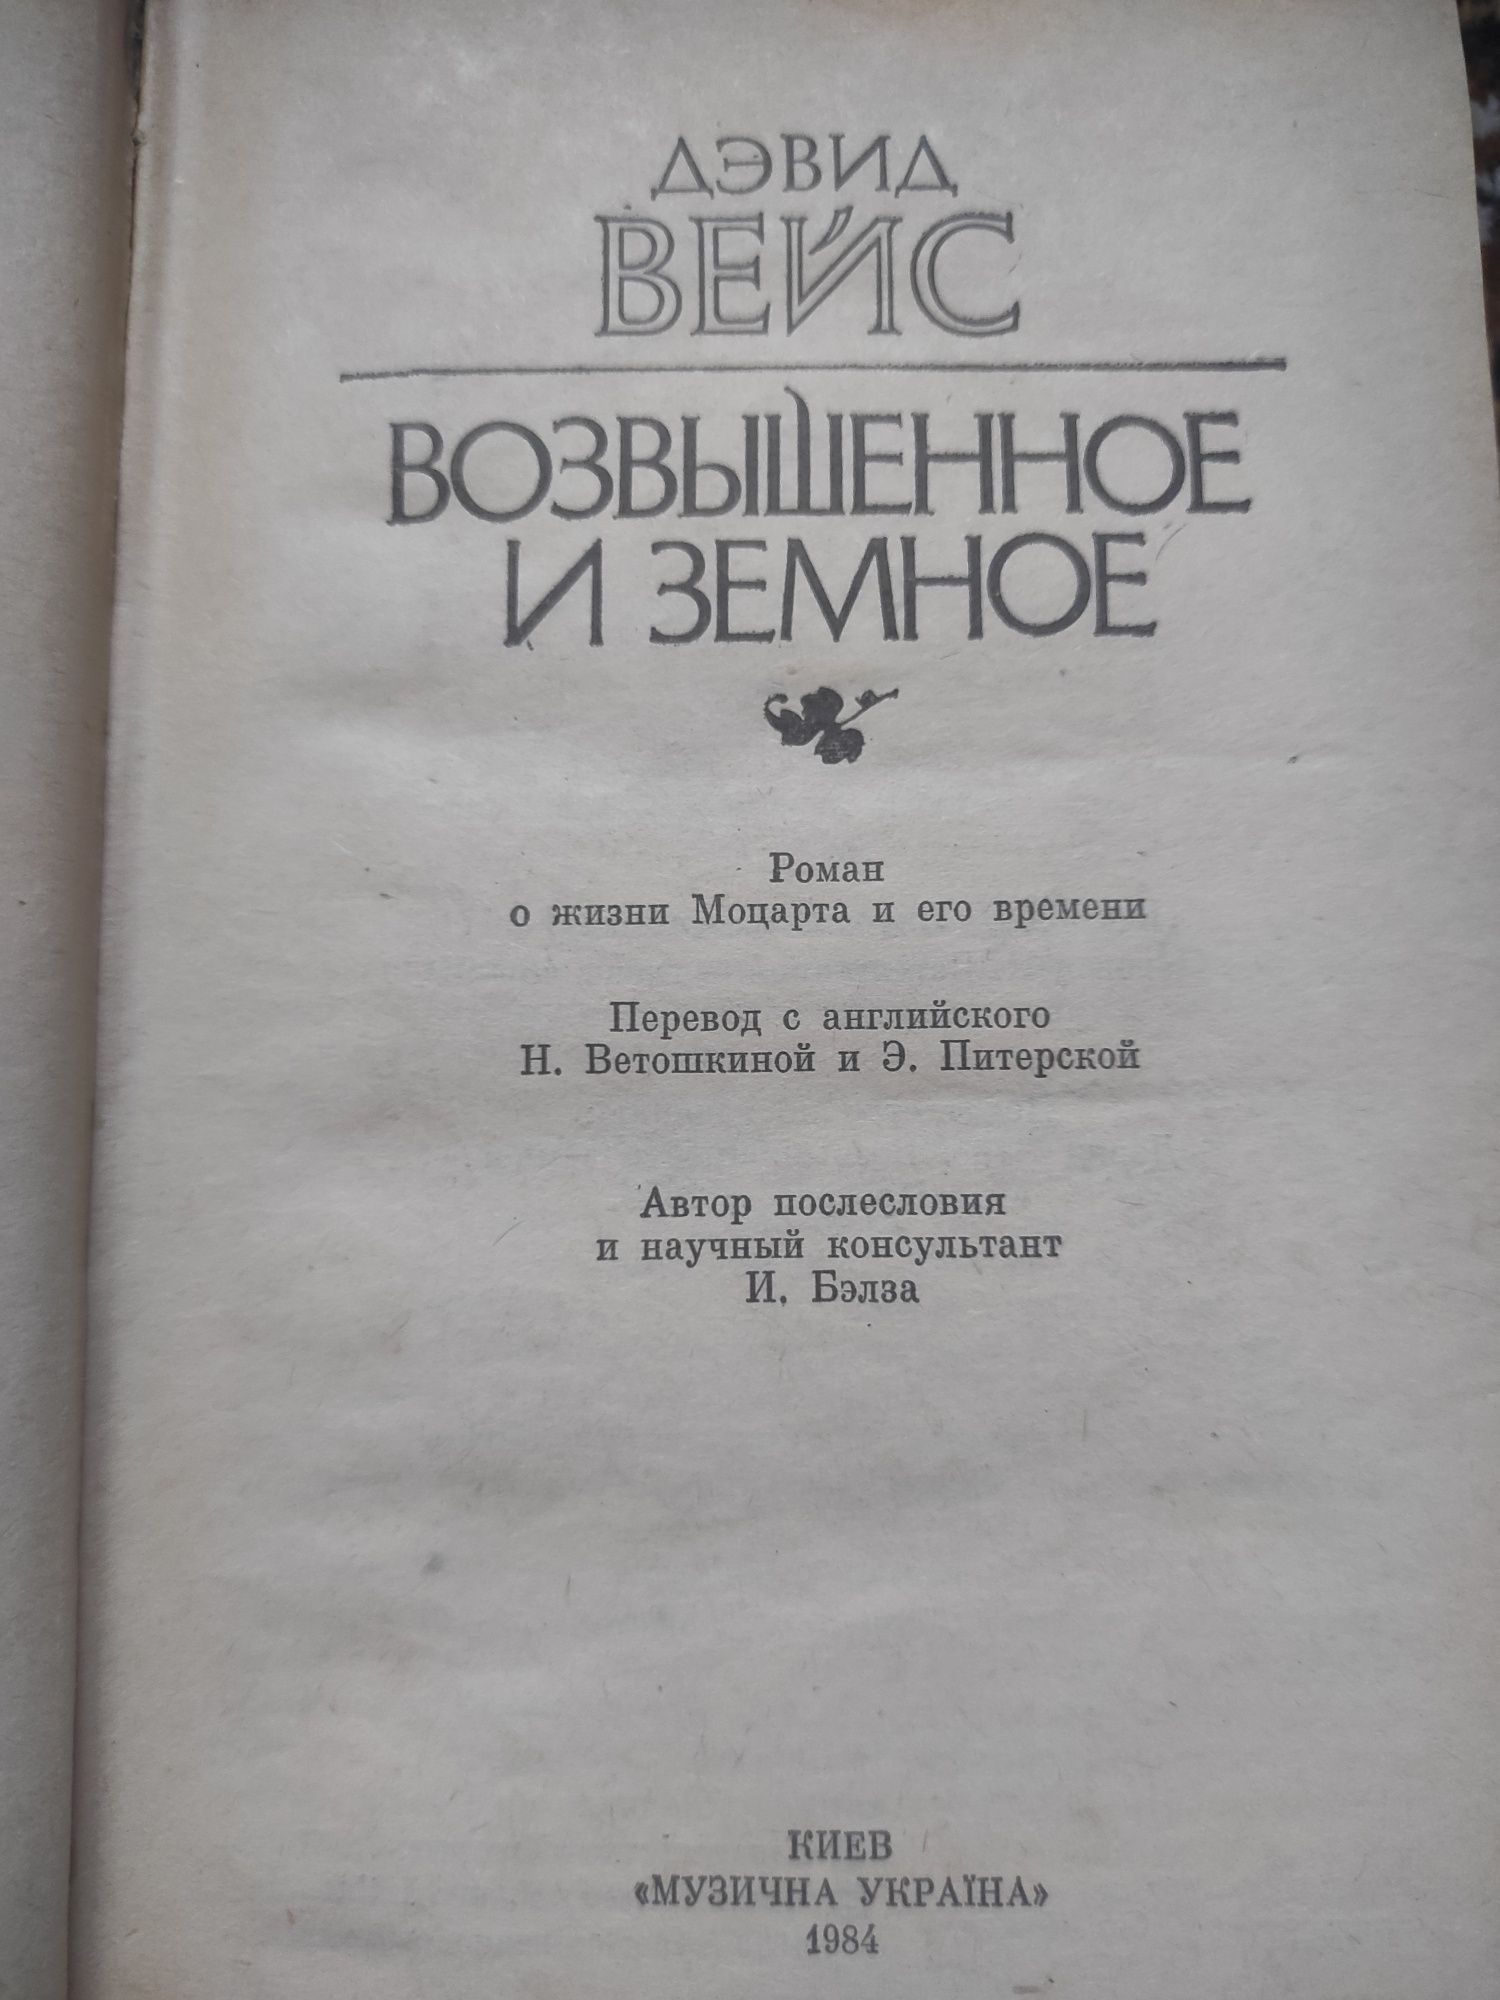 ДЭВИД
ВЕЙС
ВОЗВЫШЕННОЕ
И ЗЕМНОЕ
Роман
о жизни Моцарта и его времени
Перевод с английского
Н. Ветошкиной и Э. Питерской
Автор послесловия
и научный консультант
И. Бэлза
КИЕВ
«МУЗИЧНА УКРАЇНА»
1984